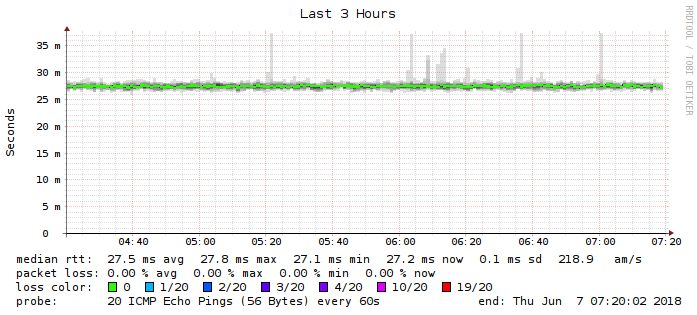 Last 3 Hours
RRDTOOL / TOBI OETIKER
Seconds
35 m
30 m
25 m
20 m
15 m
10 m
5 m
0
04:40 05:00 05:20 05:40 06:00 06:20 06:40 07:00 07:20
median rtt: 27.5 ms avg 27.8 ms max 27.1 ms min 27.2 ms now 0.1 ms sd 218.9 am/s
packet loss: 0.00 % avg 0.00 % max 0.00 % min 0.00 % now
loss color: 0 1/20 2/20 3/20 4/20 10/20 19/20
probe: 20 ICMP Echo Pings (56 Bytes) every 60s end: Thu Jun 7 07:20:02 2018